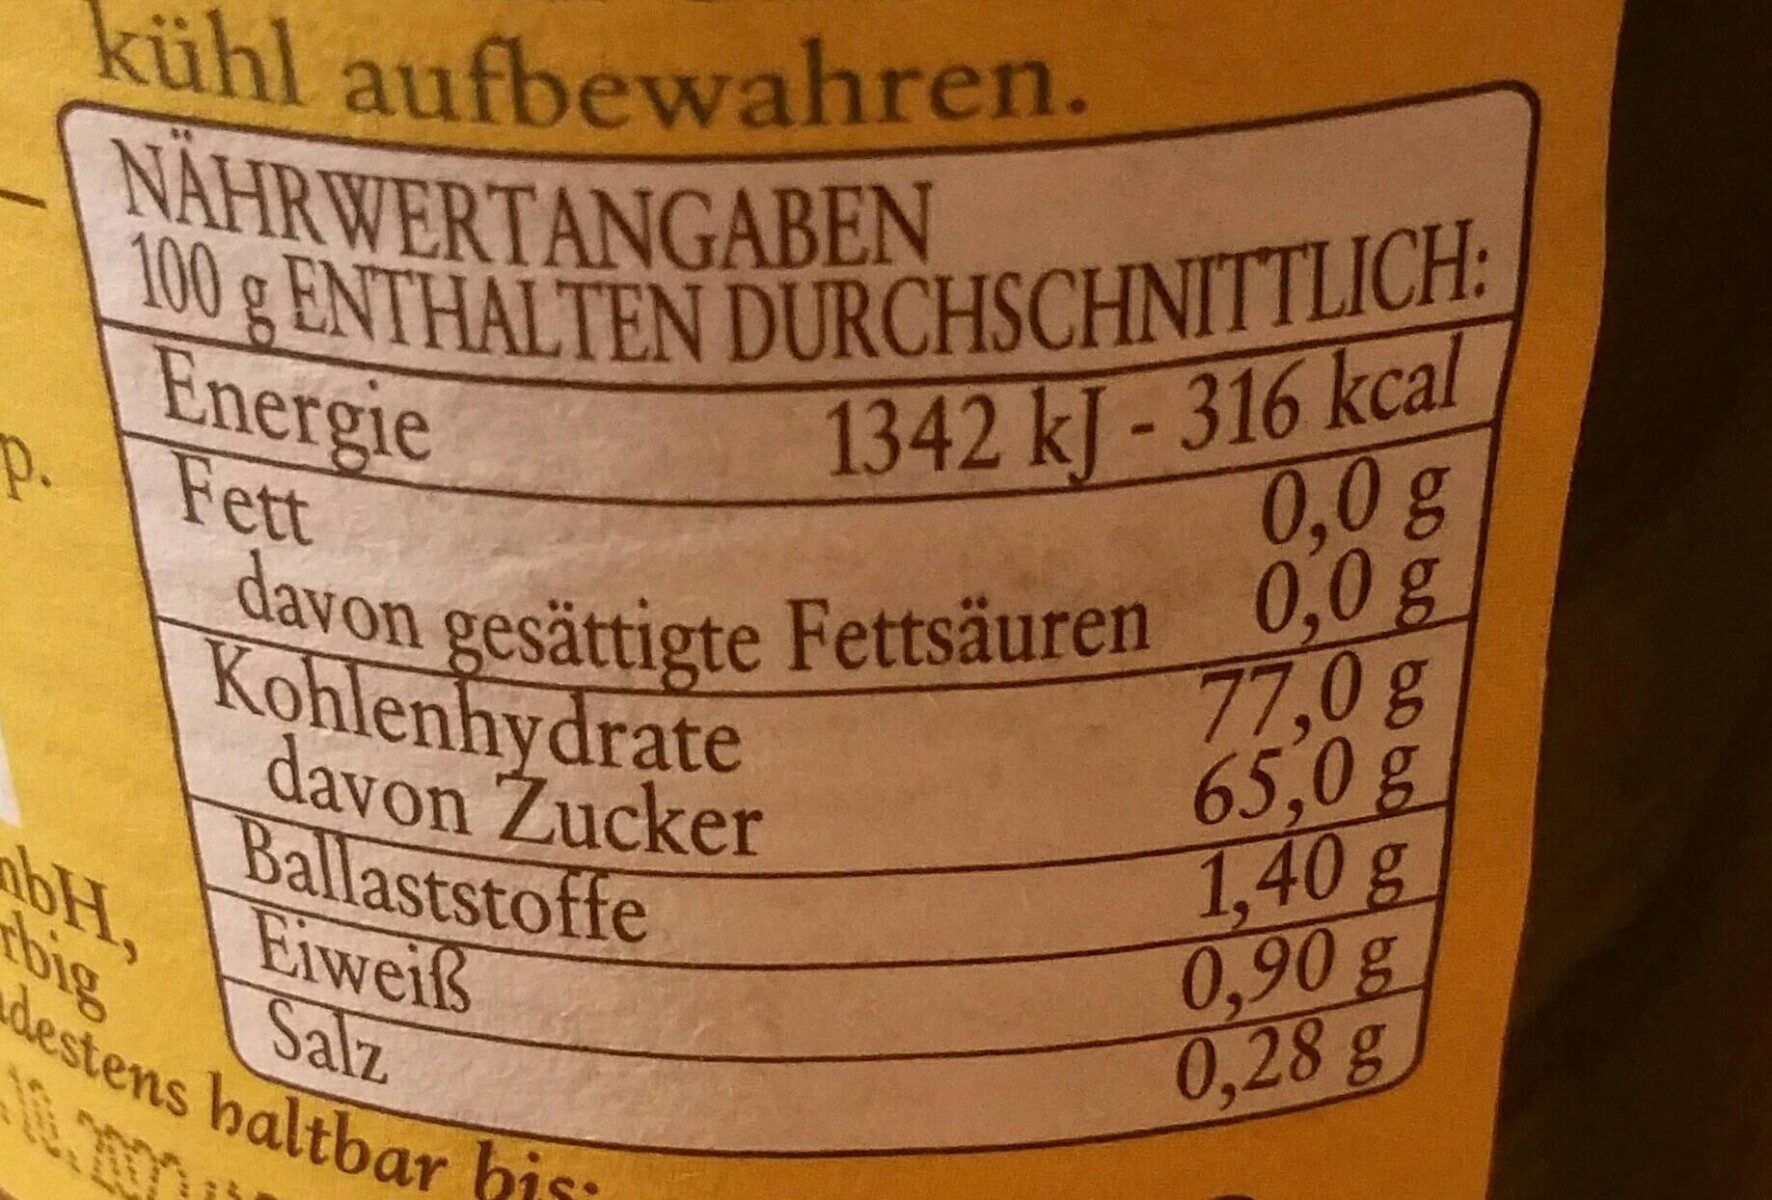 kühl aufbewahren.
NÄHRWERTANGABEN
100 g ENTHALTEN DURCHSCHNITTLICH:
Energie 1342 kJ - 316 kcal
Fett 0,0 g
davon gesättigte Fettsäuren 0,0 g
Kohlenhydrate 77,0 g
davon Zucker 65,0 g
Ballaststoffe 1,40 g
Eiweiß 0,90 g
Salz 0,28 g
p.
mbH,
rbig
ndestens haltbar bis: